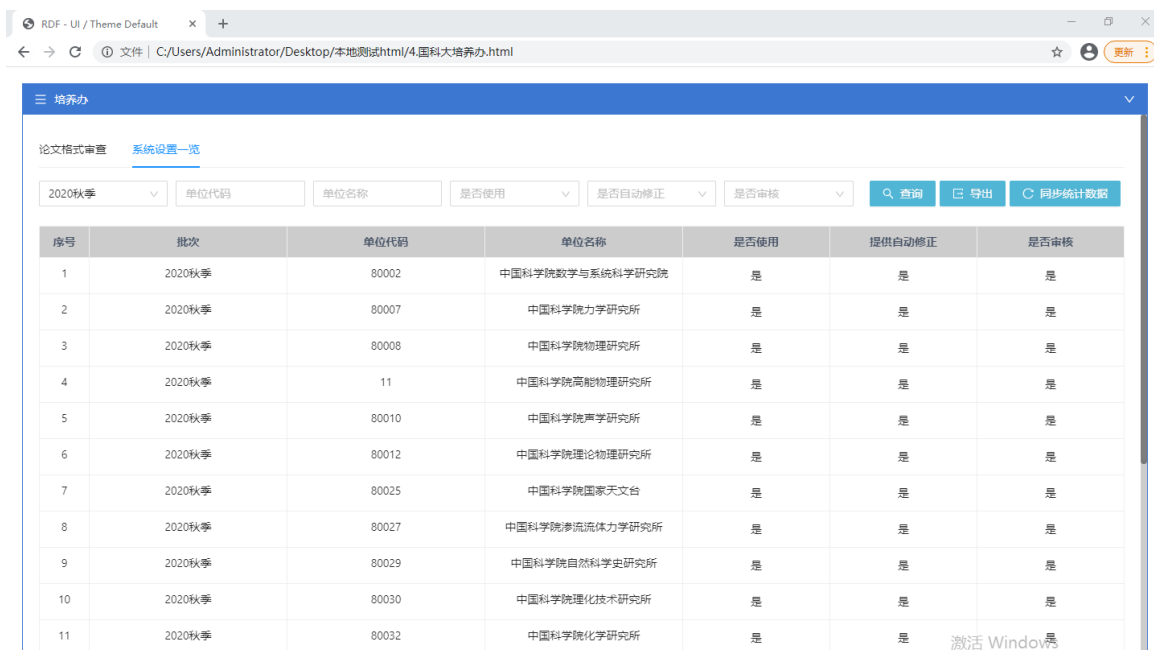 RDF - UI / Theme Default
文件 C:/Users/Administrator/Desktop/本地测试html/4.国科大培养办.html 更新
培养办
论文格式审查 系统设置一览
2020秋季 单位代码 单位名称 是否使用 是否自动修正 是否审核 查询 导出 同步统计数据
序号 批次 单位代码 单位名称 是否使用 提供自动修正 是否审核
1 2020秋季 80002 中国科学院数学与系统科学研究院 是 是 是
2 2020秋季 80007 中国科学院力学研究所 是 是 是
3 2020秋季 80008 中国科学院物理研究所 是 是 是
4 2020秋季 11 中国科学院高能物理研究所 是 是 是
5 2020秋季 80010 中国科学院声学研究所 是 是 是
6 2020秋季 80012 中国科学院理论物理研究所 是 是 是
7 2020秋季 80025 中国科学院国家天文台 是 是 是
8 2020秋季 80027 中国科学院渗流流体力学研究所 是 是 是
9 2020秋季 80029 中国科学院自然科学史研究所 是 是 是
10 2020秋季 80030 中国科学院理化技术研究所 是 是 是
11 2020秋季 80032 中国科学院化学研究所 是 是 是
激活 Windows